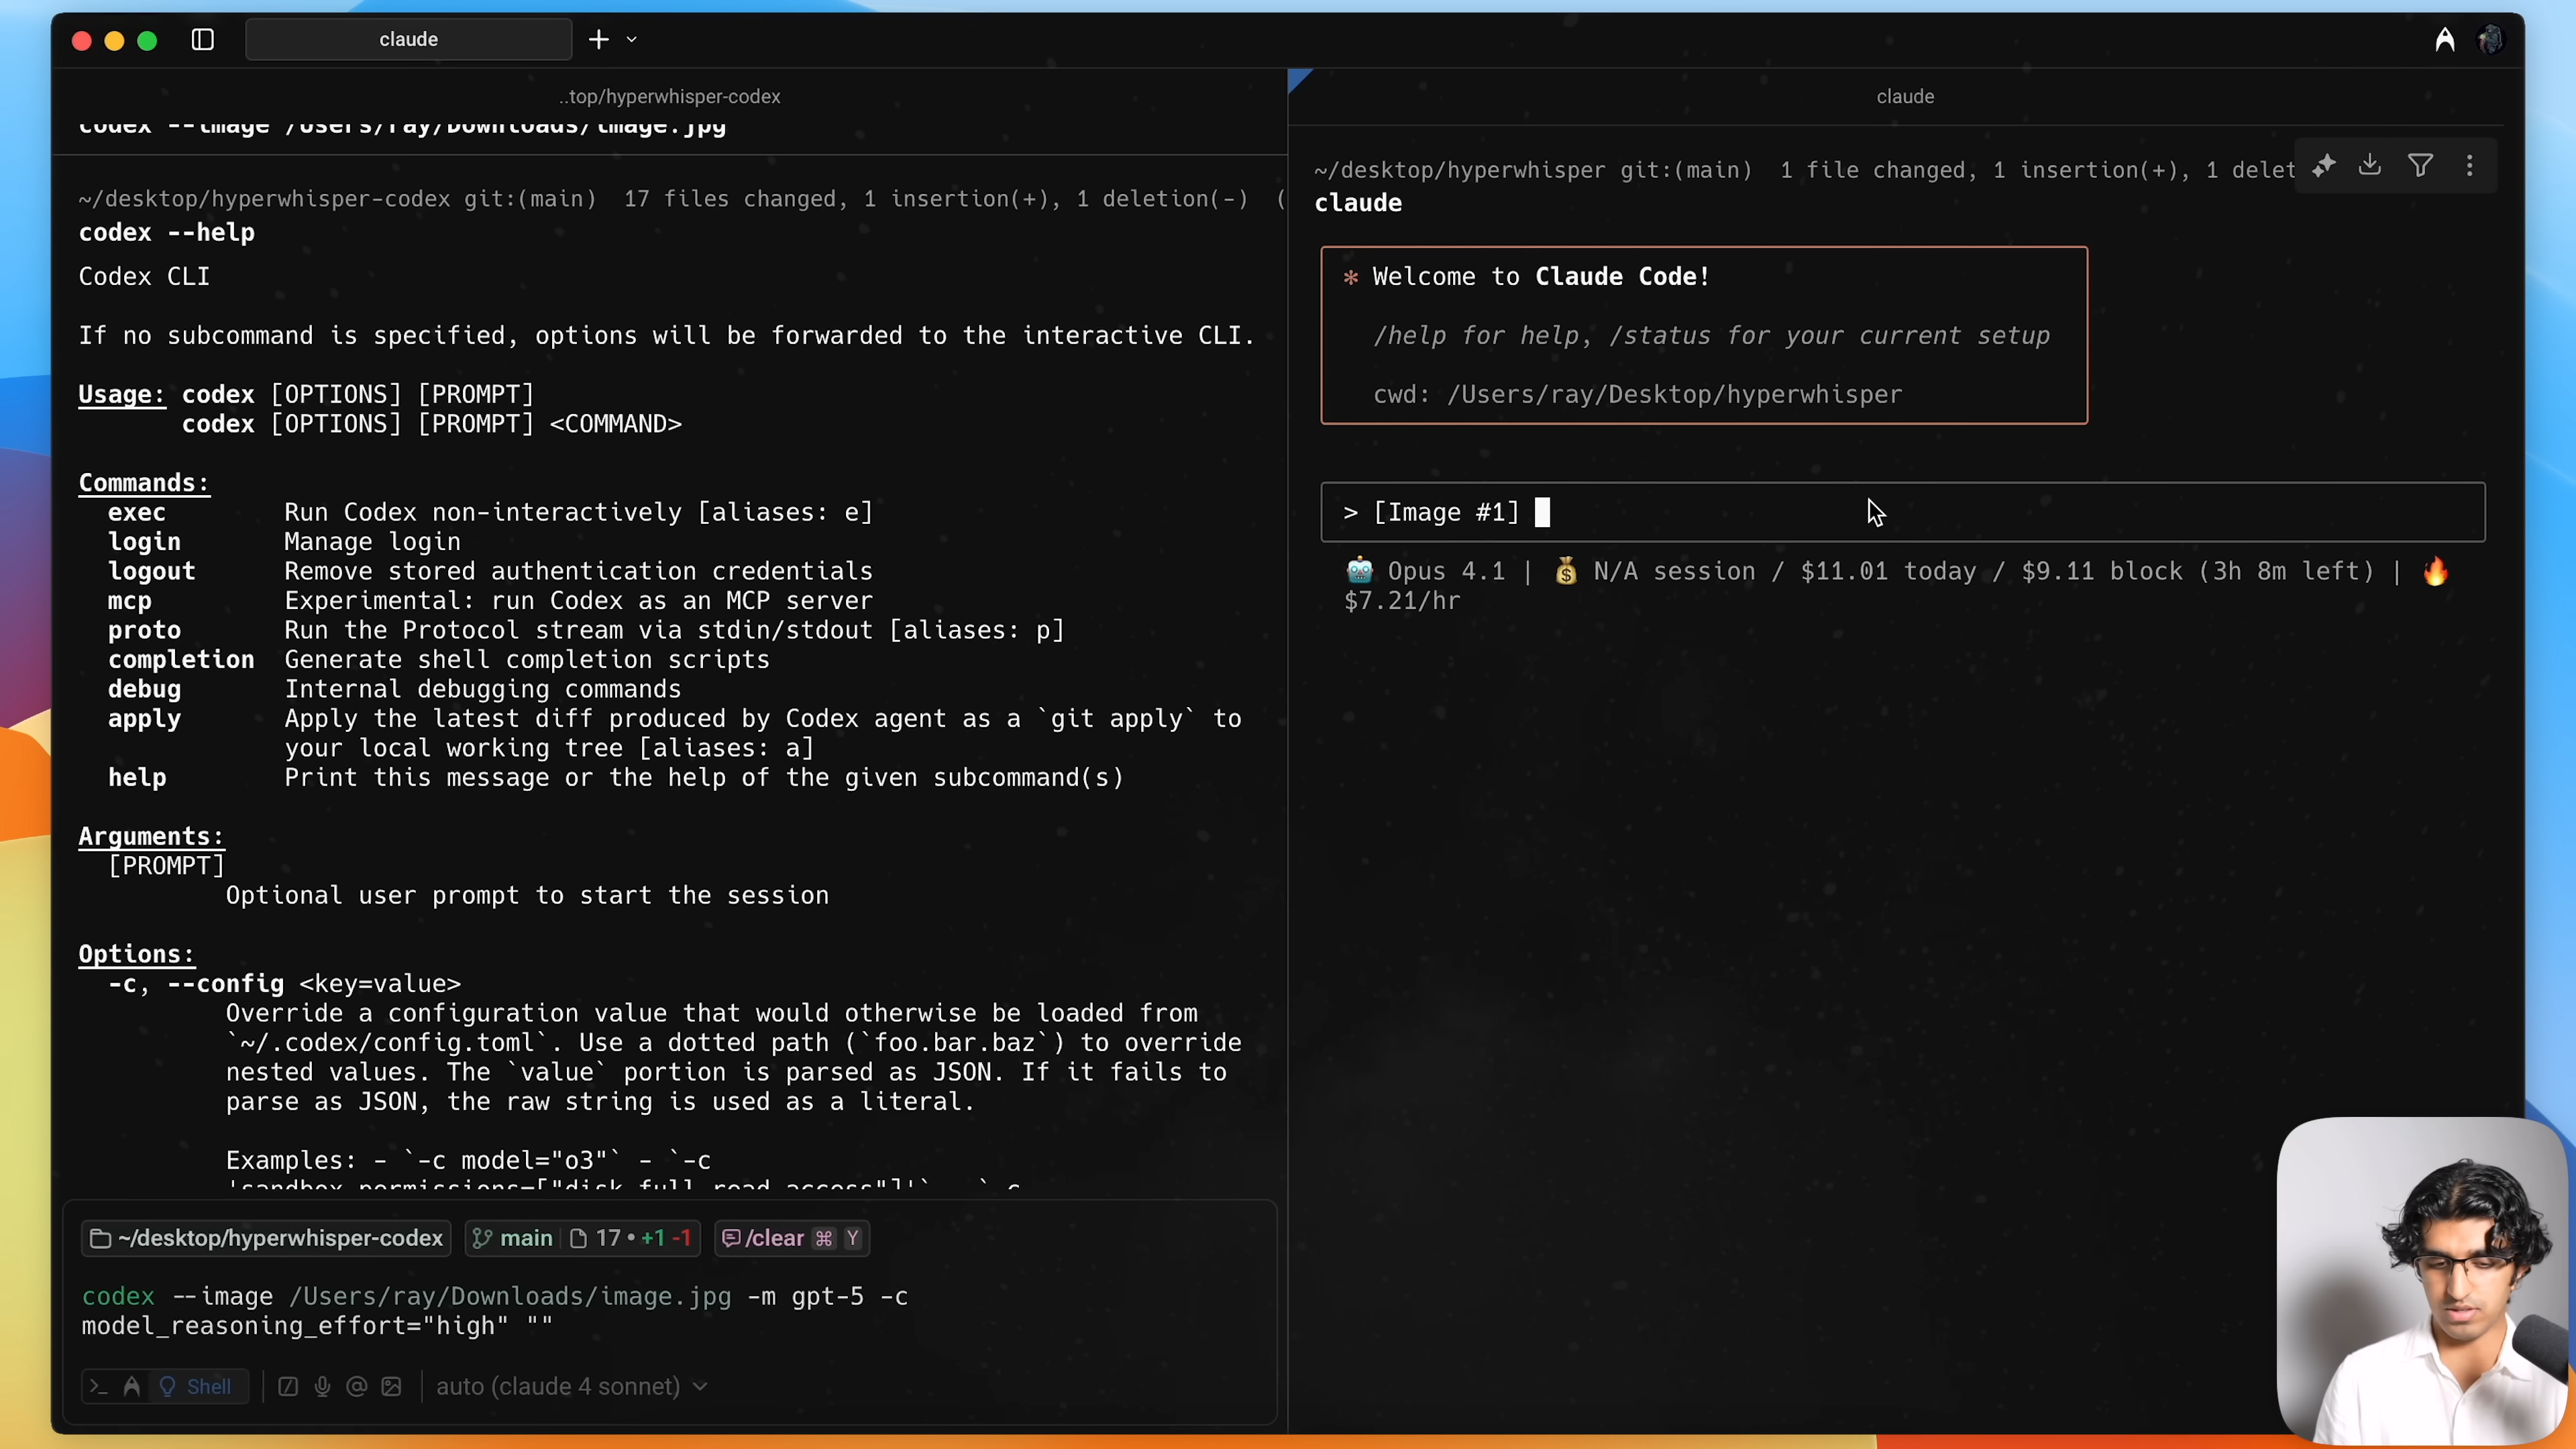 claude
..top/hyperwhisper-codex
codex --image /Users/ray/Downloads/image.jpg
~/desktop/hyperwhisper-codex git:(main)  17 files changed, 1 insertion(+), 1 deletion(-)  (
codex --help
Codex CLI
If no subcommand is specified, options will be forwarded to the interactive CLI.
Usage: codex [OPTIONS] [PROMPT]
codex [OPTIONS] [PROMPT] <COMMAND>
Commands:
exec Run Codex non-interactively [aliases: e]
login Manage login
logout Remove stored authentication credentials
mcp Experimental: run Codex as an MCP server
proto Run the Protocol stream via stdin/stdout [aliases: p]
completion Generate shell completion scripts
debug Internal debugging commands
apply Apply the latest diff produced by Codex agent as a `git apply` to
your local working tree [aliases: a]
help Print this message or the help of the given subcommand(s)
Arguments:
[PROMPT]
Optional user prompt to start the session
Options:
-c, --config <key=value>
Override a configuration value that would otherwise be loaded from
`~/.codex/config.toml`. Use a dotted path (`foo.bar.baz`) to override
nested values. The `value` portion is parsed as JSON. If it fails to
parse as JSON, the raw string is used as a literal.
Examples: - `-c model="o3"` - `-c
'sandbox_permissions=["disk-full-read-access"]'` - `-c
~/desktop/hyperwhisper-codex main 17 • +1 -1 /clear ⌘ Y
codex --image /Users/ray/Downloads/image.jpg -m gpt-5 -c
model_reasoning_effort="high" ""
Shell auto (claude 4 sonnet)
claude
~/desktop/hyperwhisper git:(main)  1 file changed, 1 insertion(+), 1 delet
claude
✻ Welcome to Claude Code!
/help for help, /status for your current setup
cwd: /Users/ray/Desktop/hyperwhisper
> [Image #1]
🤖 Opus 4.1 | 💰 N/A session / $11.01 today / $9.11 block (3h 8m left) | 🔥
$7.21/hr